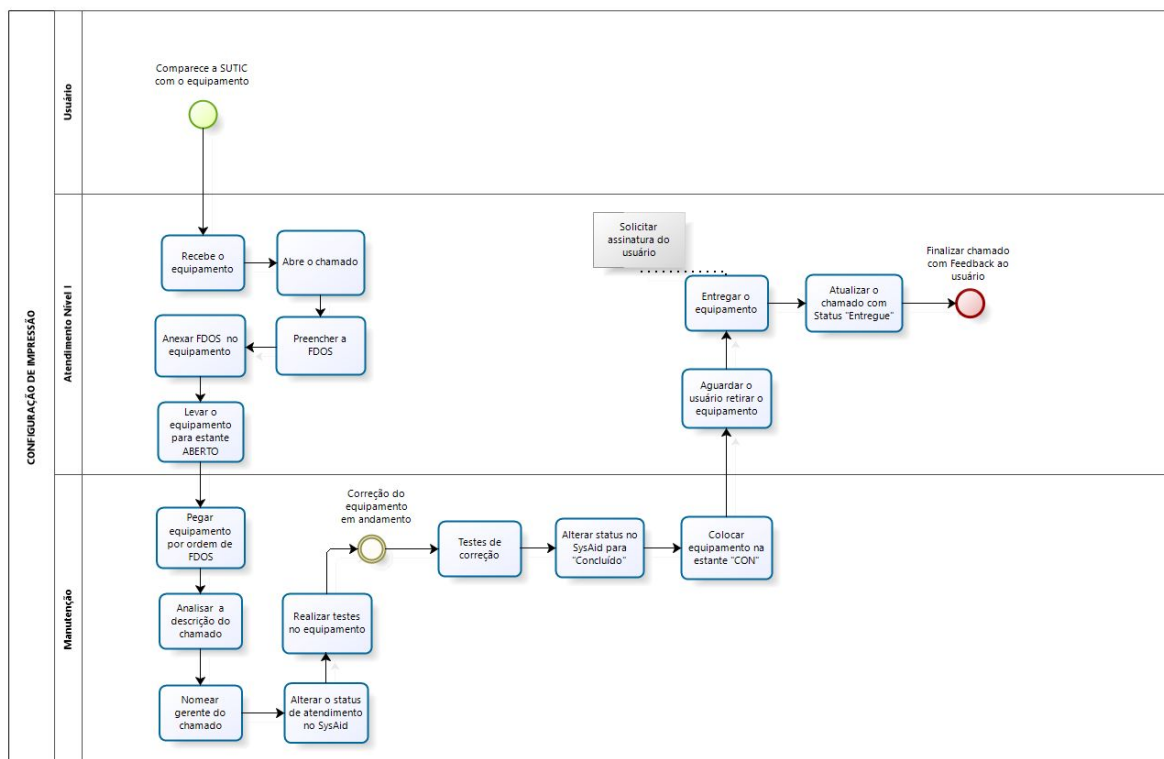 CONFIGURAÇÃO DE IMPRESSÃO
Usuário
Comparece a SUTIC
com o equipamento
Atendimento Nível I
Recebe o
equipamento
Abre o chamado
Preencher a
FDOS
Anexar FDOS no
equipamento
Levar o
equipamento
para estante
ABERTO
Solicitar
assinatura do
usuário
Entregar o
equipamento
Atualizar o
chamado com
Status "Entregue"
Finalizar chamado
com Feedback ao
usuário
Aguardar o
usuário retirar o
equipamento
Manutenção
Pegar
equipamento
por ordem de
FDOS
Analisar a
descrição do
chamado
Nomear
gerente do
chamado
Alterar o status
de atendimento
no SysAid
Realizar testes
no equipamento
Correção do
equipamento
em andamento
Testes de
correção
Alterar status no
SysAid para
"Concluído"
Colocar
equipamento na
estante "CON"